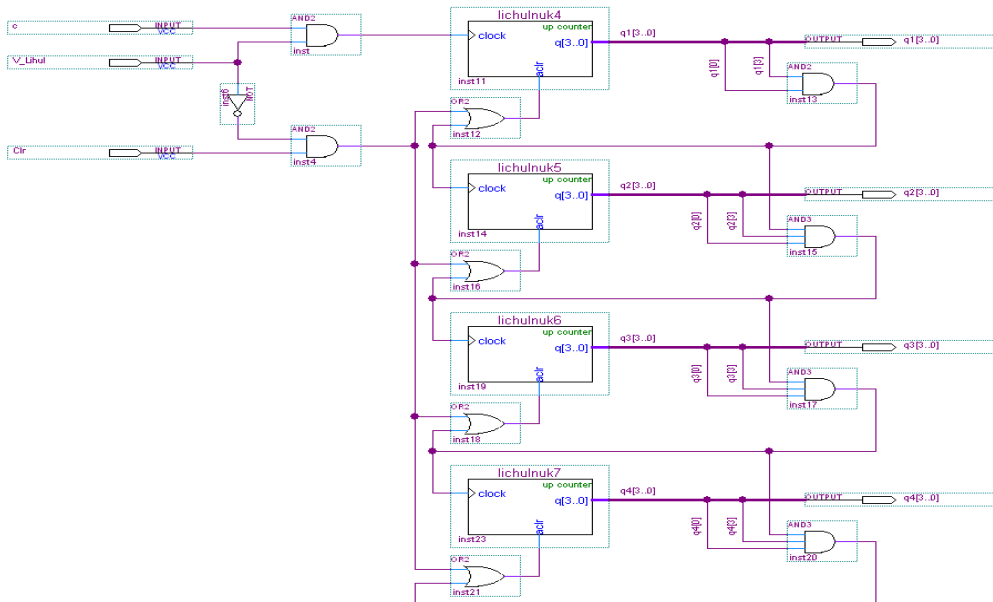 c
INPUT
VCC
AND2
inst
V_Lihul
INPUT
VCC
inst6
NOT
Clr
INPUT
VCC
AND2
inst4
lichulnuk4
up counter
clock
q[3..0]
aclr
inst11
q1[3..0]
q1[0]
q1[3]
OUTPUT
q1[3..0]
AND2
inst13
OR2
inst12
lichulnuk5
up counter
clock
q[3..0]
aclr
inst14
q2[3..0]
q2[0]
q2[3]
OUTPUT
q2[3..0]
AND3
inst15
OR2
inst16
lichulnuk6
up counter
clock
q[3..0]
aclr
inst19
q3[3..0]
q3[0]
q3[3]
OUTPUT
q3[3..0]
AND3
inst17
OR2
inst18
lichulnuk7
up counter
clock
q[3..0]
aclr
inst23
q4[3..0]
q4[0]
q4[3]
OUTPUT
q4[3..0]
AND3
inst20
OR2
inst21